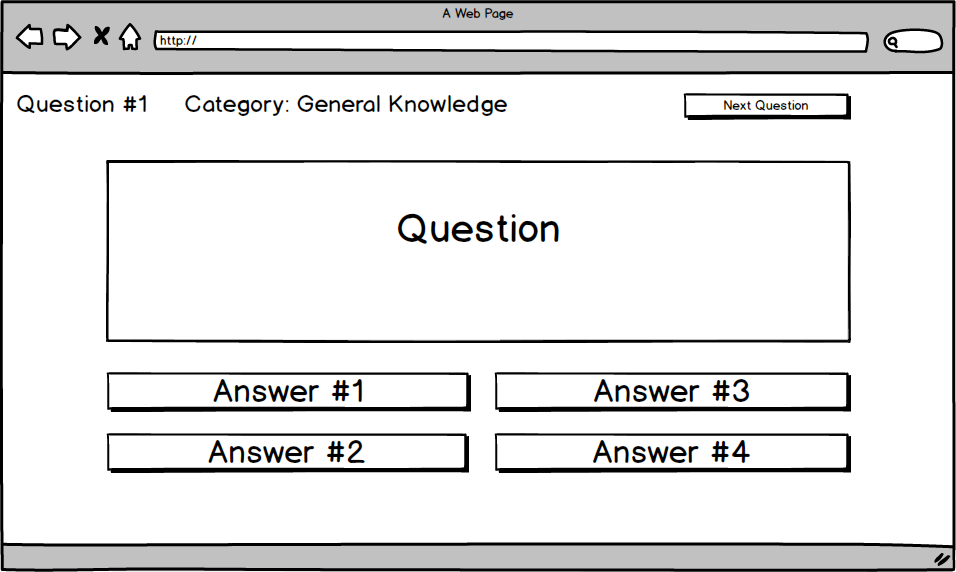 A Web Page
http://
Question #1
Category: General Knowledge
Next Question
Question
Answer #1
Answer #3
Answer #2
Answer #4